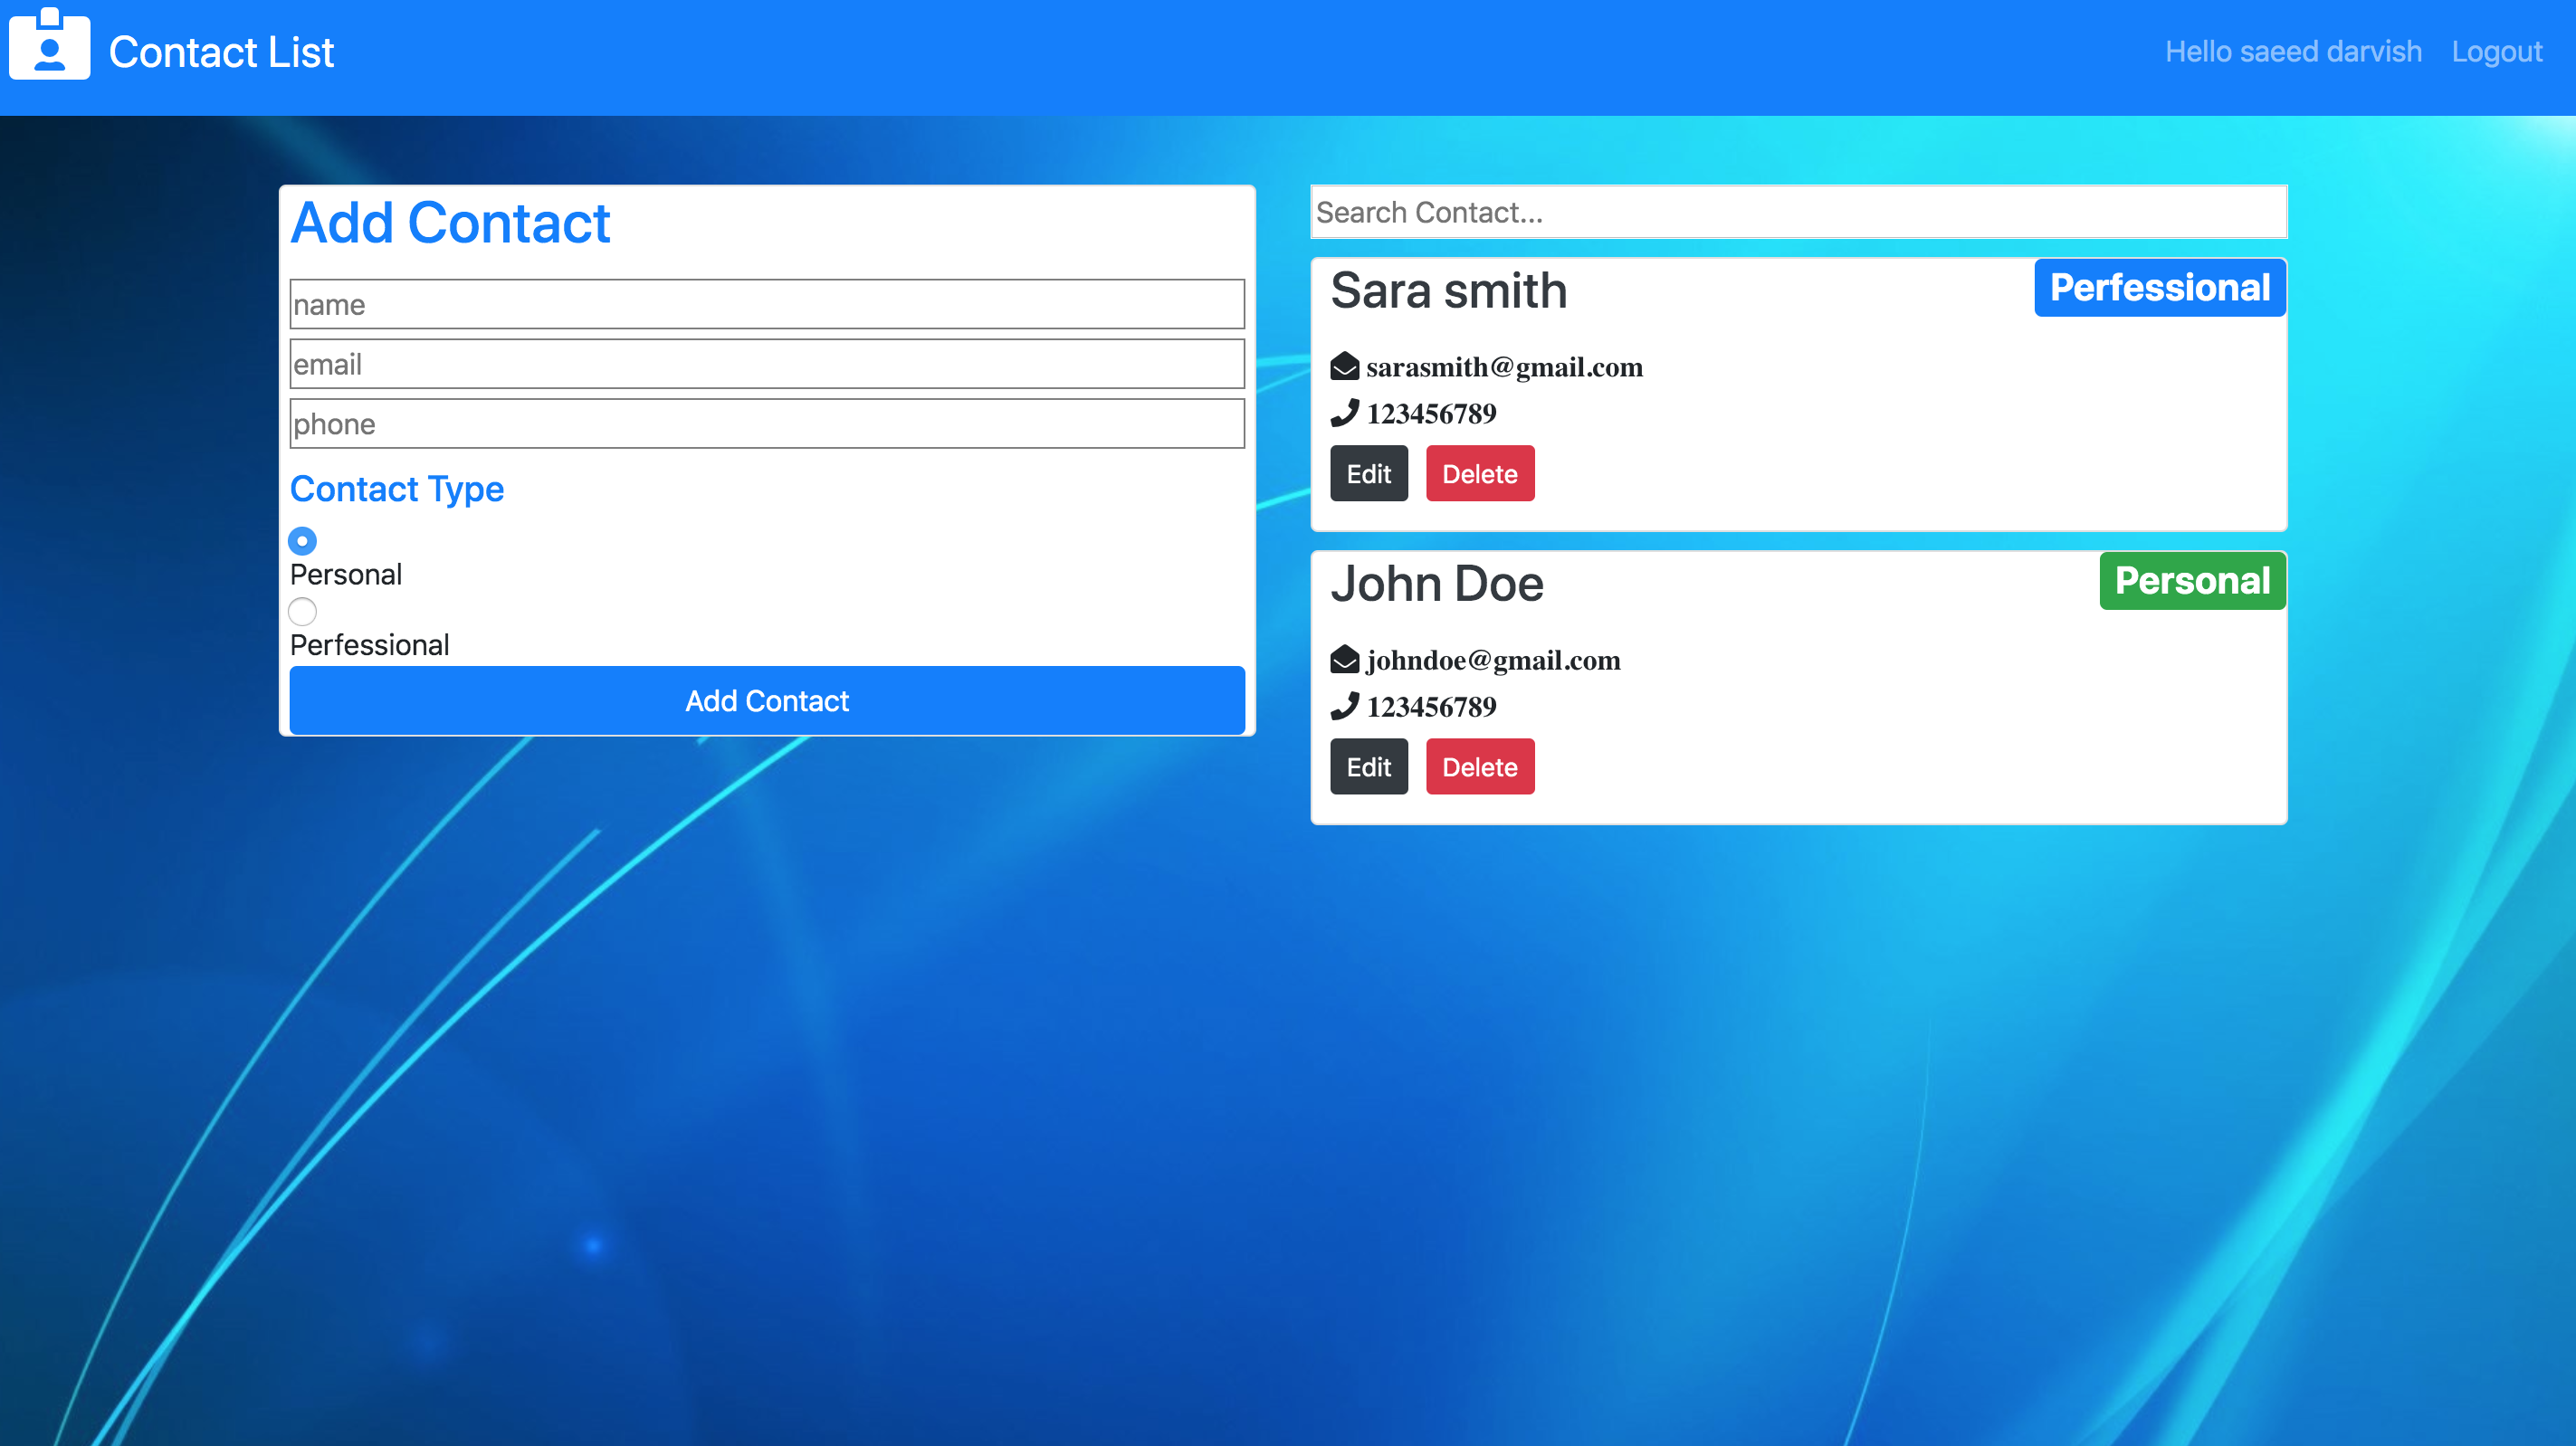 Contact List
Hello saeed darvish Logout
Add Contact
name
email
phone
Contact Type
Personal
Perfessional
Add Contact
Search Contact...
Sara smith
Perfessional
sarasmith@gmail.com
123456789
Edit Delete
John Doe
Personal
johndoe@gmail.com
123456789
Edit Delete